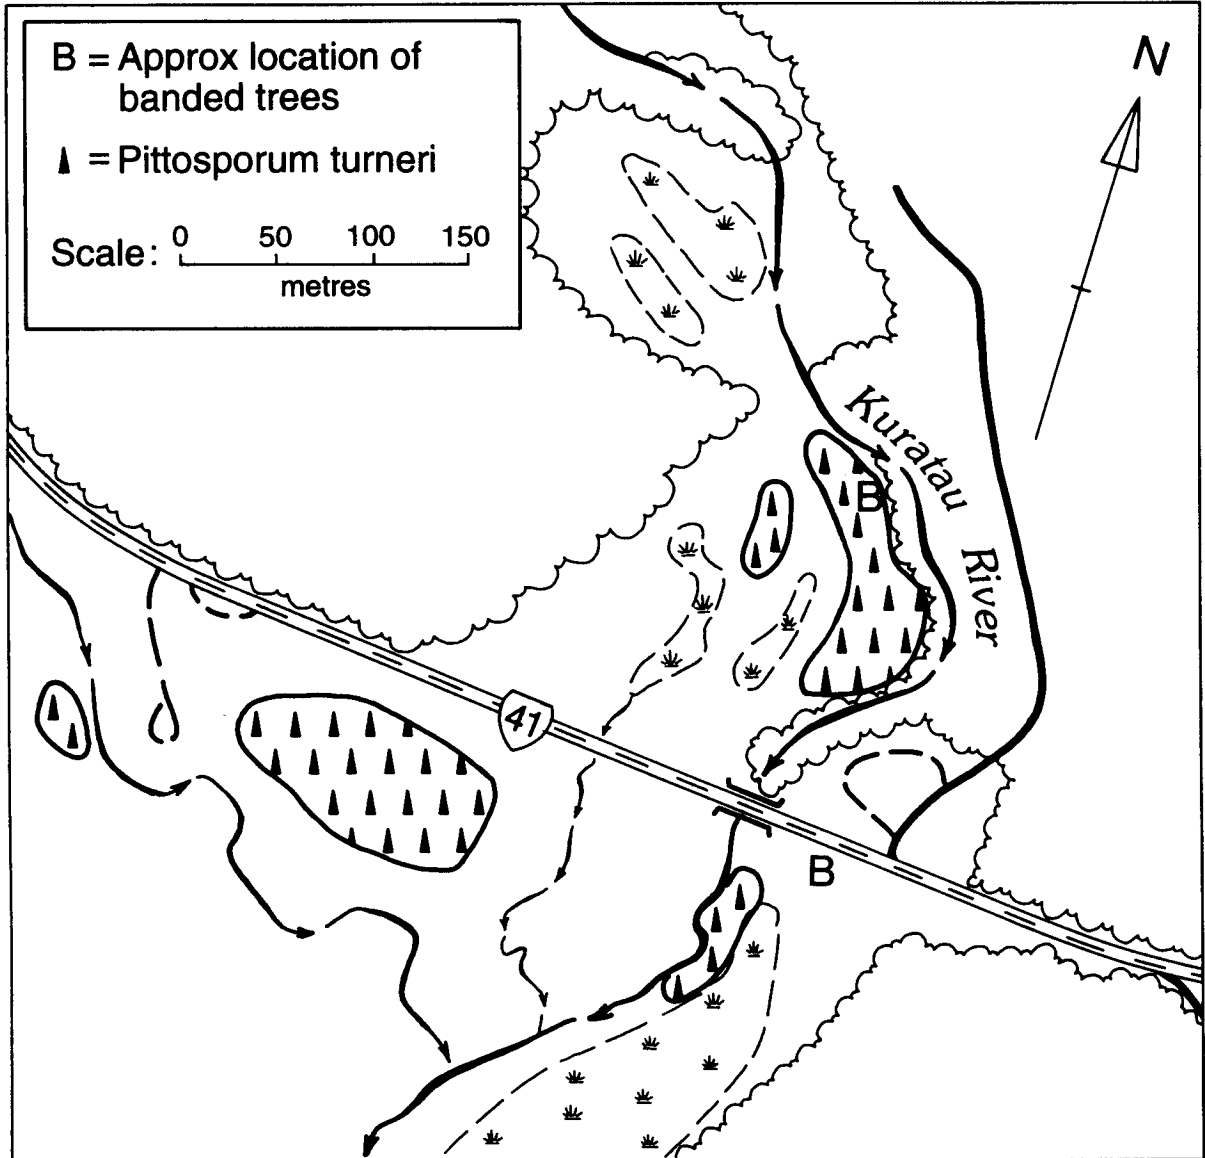 B = Approx location of
banded trees
= Pittosporum turneri
Scale: 0 50 100 150
metres
N
Kuratau River
B
41
B